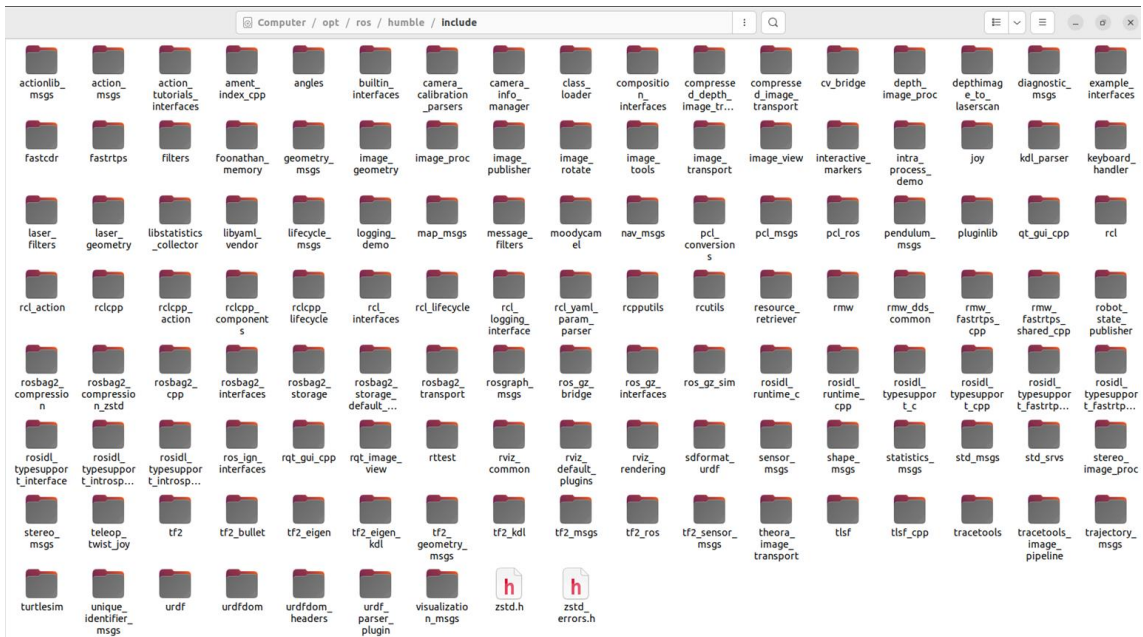 Computer / opt / ros / humble / include
actionlib_msgs action_msgs action_tutorials_interfaces ament_index_cpp angles builtin_interfaces camera_calibration_parsers camera_info_manager class_loader composition_interfaces compressed_depth_image_tr... compressed_image_transport cv_bridge depth_image_proc depthimage_to_laserscan diagnostic_msgs example_interfaces
fastcdr fastrtps filters foonathan_memory geometry_msgs image_geometry image_proc image_publisher image_rotate image_tools image_transport image_view interactive_markers intra_process_demo joy kdl_parser keyboard_handler
laser_filters laser_geometry libstatistics_collector libyaml_vendor lifecycle_msgs logging_demo map_msgs message_filters moodycamel nav_msgs pcl_conversions pcl_msgs pcl_ros pendulum_msgs pluginlib qt_gui_cpp rcl
rcl_action rclcpp rclcpp_action rclcpp_components rclcpp_lifecycle rcl_interfaces rcl_lifecycle rcl_logging_interface rcl_yaml_param_parser rcpputils rcutils resource_retriever rmw rmw_dds_common rmw_fastrtps_cpp rmw_fastrtps_shared_cpp robot_state_publisher
rosbag2_compression rosbag2_compression_zstd rosbag2_cpp rosbag2_interfaces rosbag2_storage rosbag2_storage_default_... rosbag2_transport rosgraph_msgs ros_gz_bridge ros_gz_interfaces ros_gz_sim rosidl_runtime_c rosidl_runtime_cpp rosidl_typesupport_c rosidl_typesupport_cpp rosidl_typesupport_fastrtp... rosidl_typesupport_fastrtp...
rosidl_typesupport_interface rosidl_typesupport_introsp... rosidl_typesupport_introsp... ros_ign_interfaces rqt_gui_cpp rqt_image_view rttest rviz_common rviz_default_plugins rviz_rendering sdformat_urdf sensor_msgs shape_msgs statistics_msgs std_msgs std_srvs stereo_image_proc
stereo_msgs teleop_twist_joy tf2 tf2_bullet tf2_eigen tf2_eigen_kdl tf2_geometry_msgs tf2_kdl tf2_msgs tf2_ros tf2_sensor_msgs theora_image_transport tlsf tlsf_cpp tracetools tracetools_image_pipeline trajectory_msgs
turtlesim unique_identifier_msgs urdf urdfdom urdfdom_headers urdf_parser_plugin visualization_msgs h zstd.h h zstd_errors.h